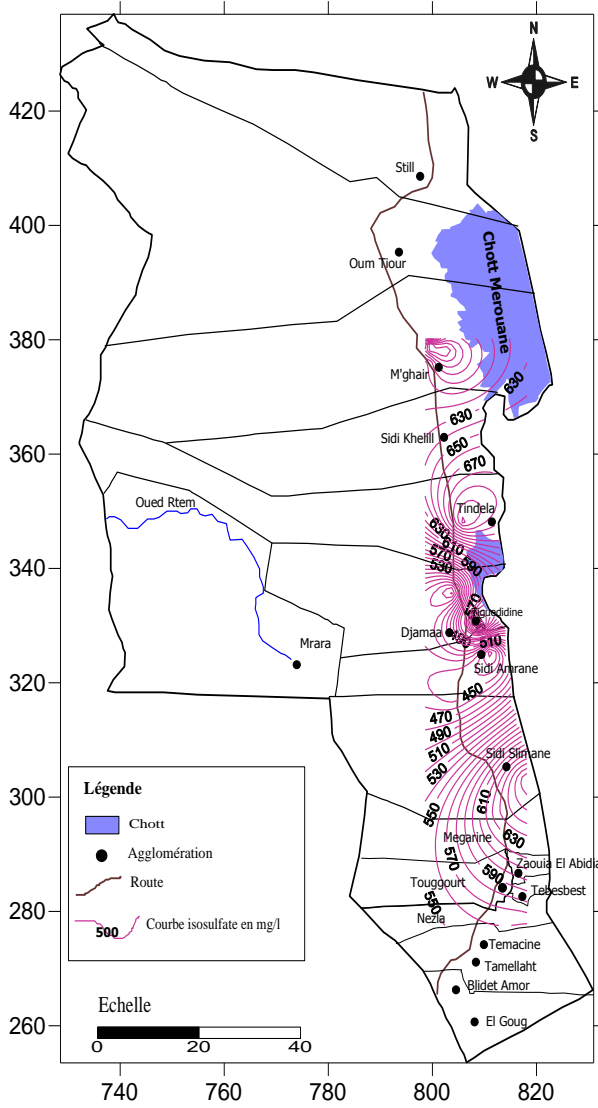 N
W E
S
420
400
380
360
340
320
300
280
260
740 760 780 800 820
Still
Oum Tiour
Chott Merouane
M'ghair
630
630
Sidi Khelill
650
670
Tindela
Oued Rtem
630
610
570
590
530
570
Nguedidine
Djamaa
510
Sidi Amrane
Mrara
450
470
490
510
530
Sidi Slimane
550
610
Megarine
630
570
Zaouia El Abidia
590
Touggourt
Tebesbest
550
Nezla
Temacine
Tamellaht
Blidet Amor
El Goug
Légende
Chott
Agglomération
Route
500
Courbe isosulfate en mg/l
Echelle
0 20 40